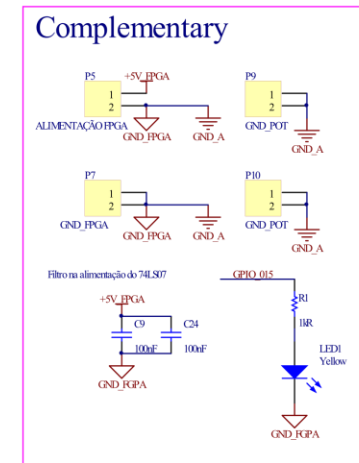 Complementary
P5
+5V_FPGA
1
2
ALIMENTAÇÃO FPGA
GND_FPGA
GND_A
P9
1
2
GND_POT
GND_A
P7
1
2
GND_FPGA
GND_FPGA
GND_A
P10
1
2
GND_POT
GND_A
Filtro na alimentação do 74LS07
+5V_FPGA
C9
100nF
C24
100nF
GND_FGPA
GPIO_015
R1
1kR
LED1
Yellow
GND_FGPA